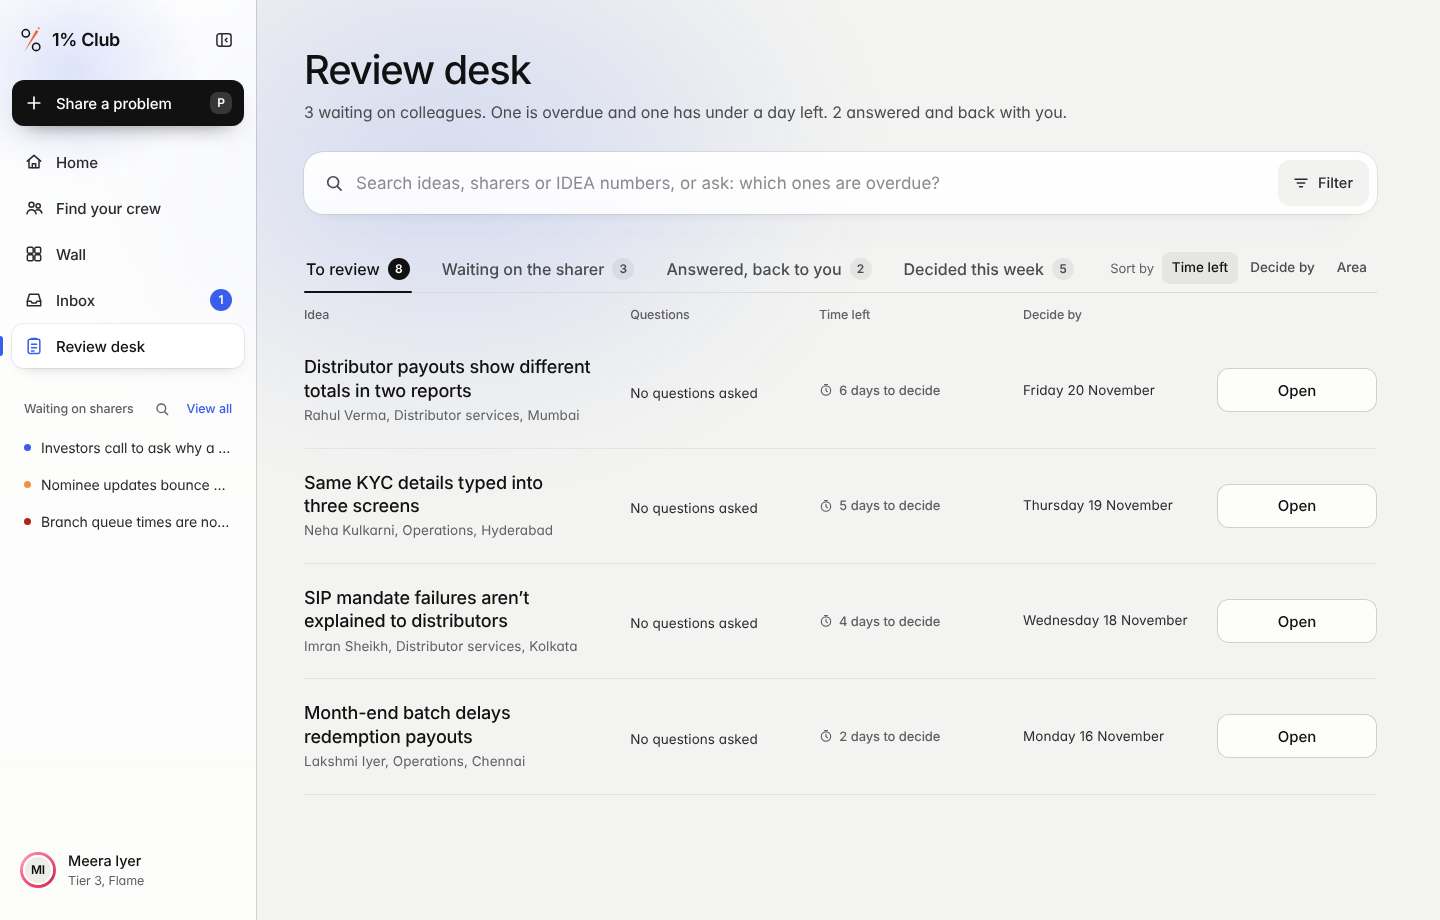 1% Club
Share a problem P
Home
Find your crew
Wall
Inbox 1
Review desk
Waiting on sharers View all
Investors call to ask why a ...
Nominee updates bounce ...
Branch queue times are no...
MI
Meera Iyer
Tier 3, Flame
Review desk
3 waiting on colleagues. One is overdue and one has under a day left. 2 answered and back with you.
Search ideas, sharers or IDEA numbers, or ask: which ones are overdue?
Filter
To review 8 Waiting on the sharer 3 Answered, back to you 2 Decided this week 5 Sort by Time left Decide by Area
Idea Questions Time left Decide by
Distributor payouts show different
totals in two reports
Rahul Verma, Distributor services, Mumbai
No questions asked
6 days to decide
Friday 20 November
Open
Same KYC details typed into
three screens
Neha Kulkarni, Operations, Hyderabad
No questions asked
5 days to decide
Thursday 19 November
Open
SIP mandate failures aren’t
explained to distributors
Imran Sheikh, Distributor services, Kolkata
No questions asked
4 days to decide
Wednesday 18 November
Open
Month-end batch delays
redemption payouts
Lakshmi Iyer, Operations, Chennai
No questions asked
2 days to decide
Monday 16 November
Open